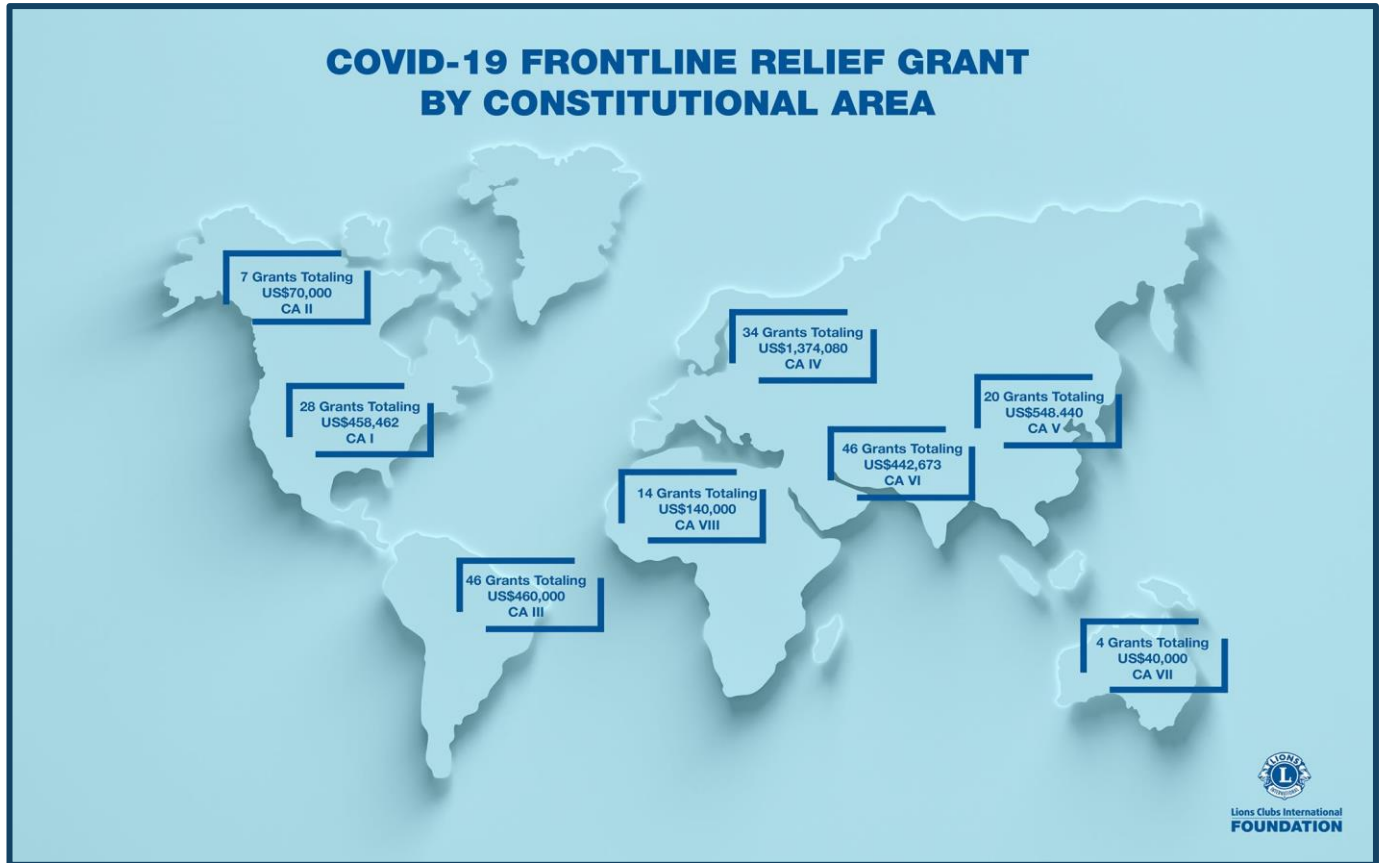 COVID-19 FRONTLINE RELIEF GRANT
BY CONSTITUTIONAL AREA
7 Grants Totaling
US$70,000
CA II
34 Grants Totaling
US$1,374,080
CA IV
28 Grants Totaling
US$458,462
CA I
20 Grants Totaling
US$548.440
CA V
46 Grants Totaling
US$442,673
CA VI
14 Grants Totaling
US$140,000
CA VIII
46 Grants Totaling
US$460,000
CA III
4 Grants Totaling
US$40,000
CA VII
LIONS
L
INTERNATIONAL
Lions Clubs International
FOUNDATION